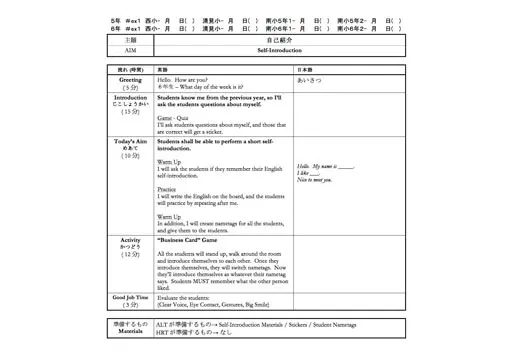 5年 #ex1 西小- 月 日( ) 清見小- 月 日( ) 南小5年1- 月 日( ) 南小5年2- 月 日( )
6年 #ex1 西小- 月 日( ) 清見小- 月 日( ) 南小6年1- 月 日( ) 南小6年2- 月 日( )
主題 自己紹介
AIM Self-Introduction
流れ (時間) 英語 日本語
Greeting
(5分)
Hello. How are you?
6年生 – What day of the week is it?
あいさつ
Introduction
じこしょうかい
(15分)
Students know me from the previous year, so I'll
ask the students questions about myself.
Game - Quiz
I'll ask students questions about myself, and those that
are correct will get a sticker.
Today's Aim
めあて
(10分)
Students shall be able to perform a short self-
introduction.
Warm Up
I will ask the students if they remember their English
self-introduction.
Practice
I will write the English on the board, and the students
will practice by repeating after me.
Warm Up
In addition, I will create nametags for all the students,
and give them to the students.
Hello. My name is _____.
I like ___.
Nice to meet you.
Activity
かつどう
(12分)
"Business Card" Game
All the students will stand up, walk around the room
and introduce themselves to each other. Once they
introduce themselves, they will switch nametags. Now
they'll introduce themselves as whatever their nametag
says. Students MUST remember what the other person
liked.
Good Job Time
(3分)
Evaluate the students:
(Clear Voice, Eye Contact, Gestures, Big Smile)
準備するもの
Materials
ALTが準備するもの→ Self-Introduction Materials / Stickers / Student Nametags
HRTが準備するもの→ なし